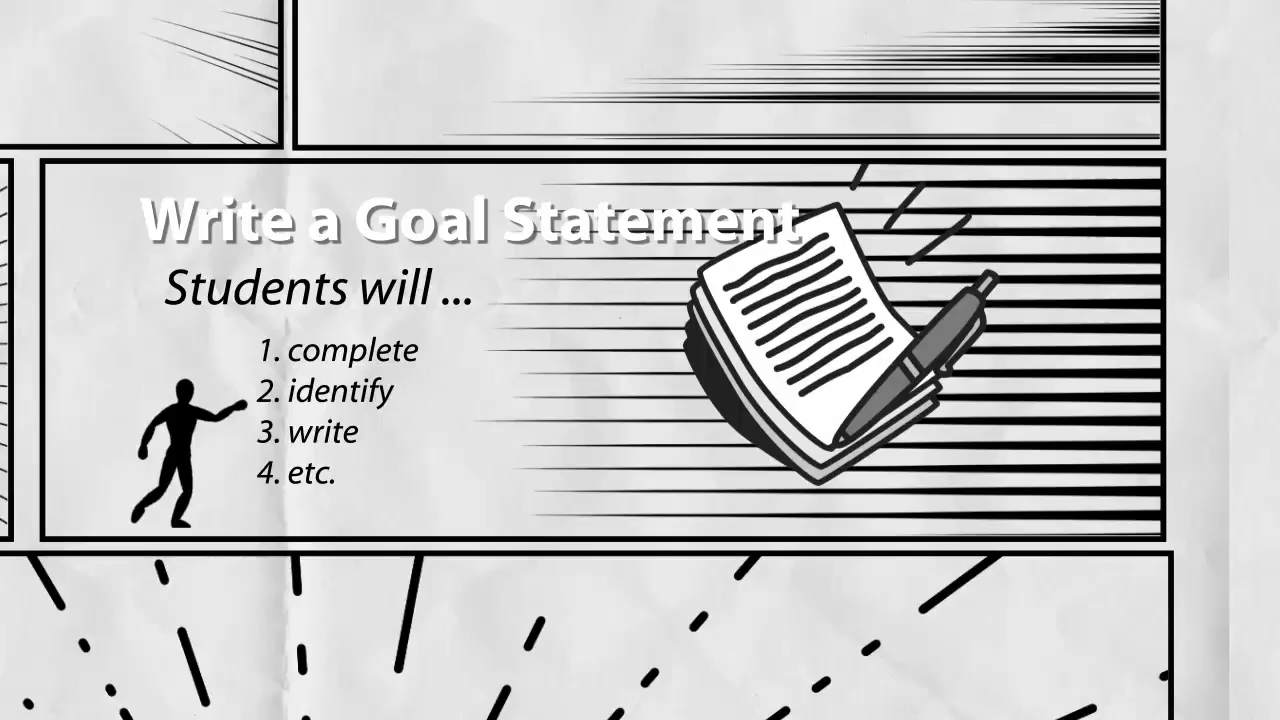 Write a Goal Statement
Students will ...
1. complete
2. identify
3. write
4. etc.